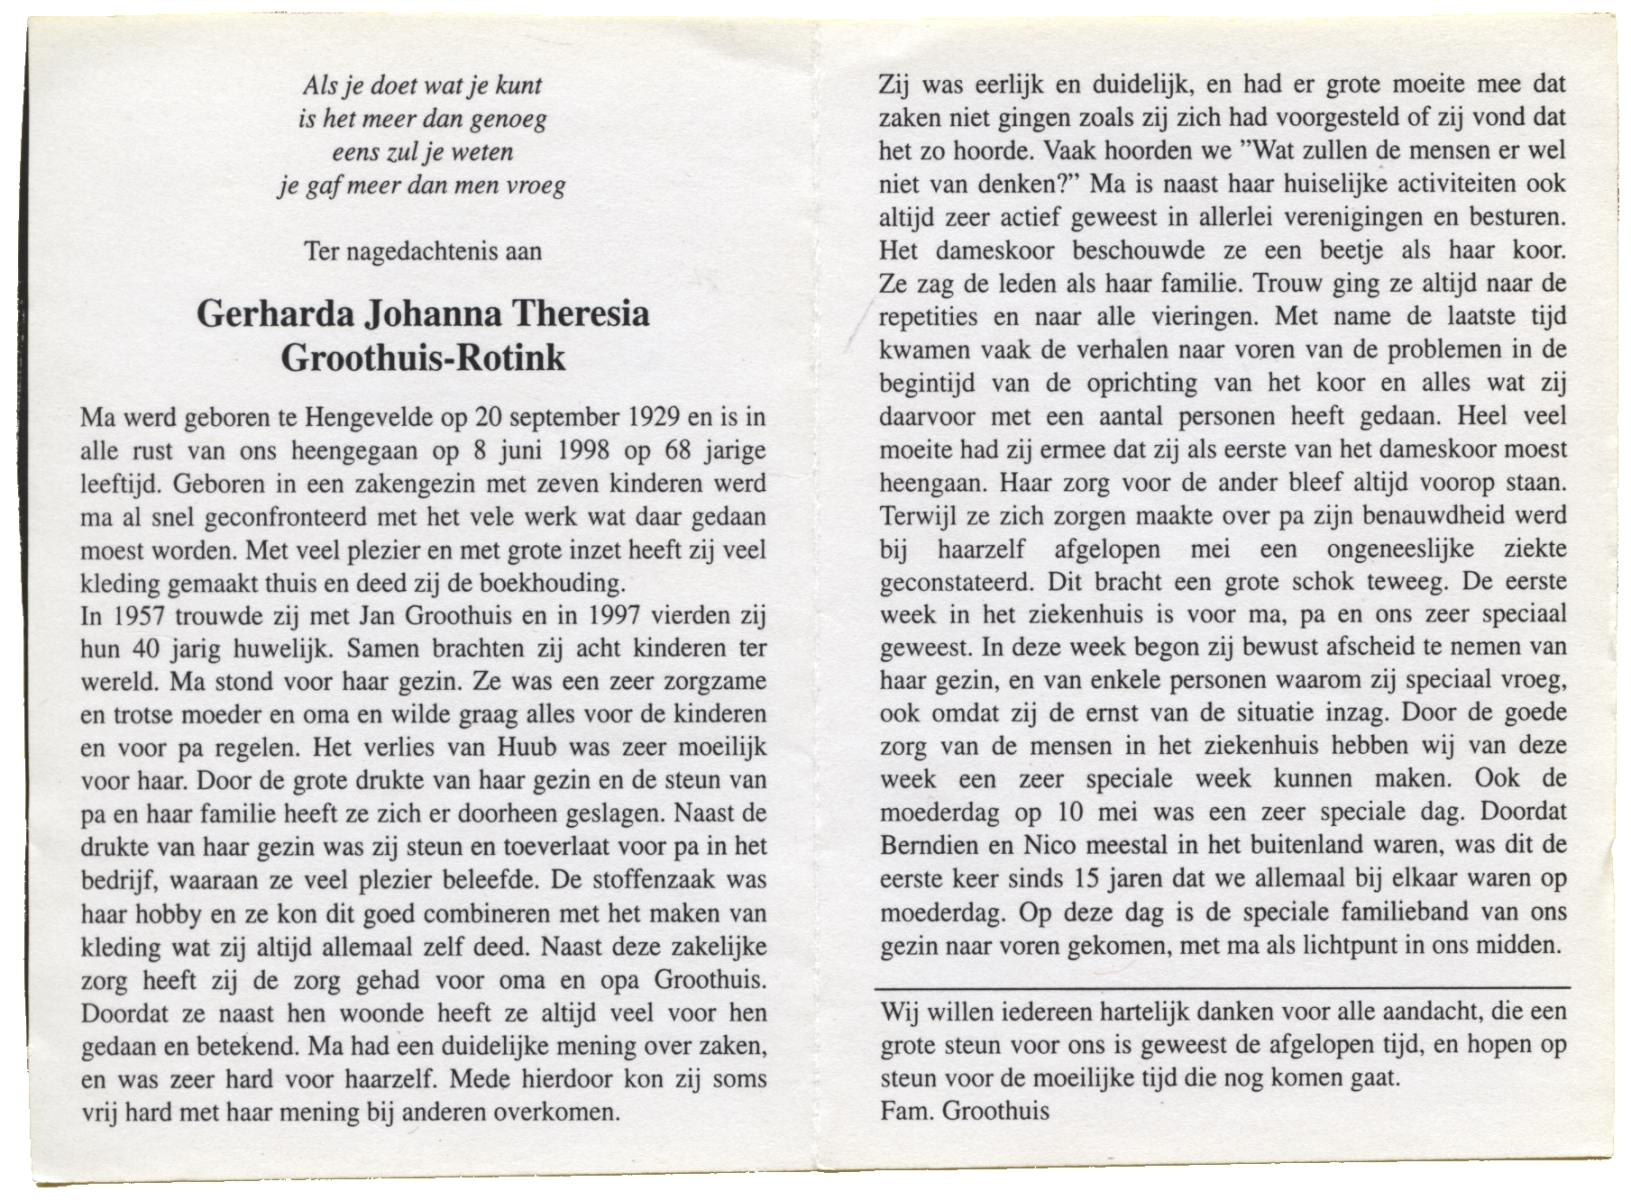 Als je doet wat je kunt
is het meer dan genoeg
eens zul je weten
je gaf meer dan men vroeg
Ter nagedachtenis aan
Gerharda Johanna Theresia
Groothuis-Rotink
Ma werd geboren te Hengevelde op 20 september 1929 en is in
alle rust van ons heengegaan op 8 juni 1998 op 68 jarige
leeftijd. Geboren in een zakengezin met zeven kinderen werd
ma al snel geconfronteerd met het vele werk wat daar gedaan
moest worden. Met veel plezier en met grote inzet heeft zij veel
kleding gemaakt thuis en deed zij de boekhouding.
In 1957 trouwde zij met Jan Groothuis en in 1997 vierden zij
hun 40 jarig huwelijk. Samen brachten zij acht kinderen ter
wereld. Ma stond voor haar gezin. Ze was een zeer zorgzame
en trotse moeder en oma en wilde graag alles voor de kinderen
en voor pa regelen. Het verlies van Huub was zeer moeilijk
voor haar. Door de grote drukte van haar gezin en de steun van
pa en haar familie heeft ze zich er doorheen geslagen. Naast de
drukte van haar gezin was zij steun en toeverlaat voor pa in het
bedrijf, waaraan ze veel plezier beleefde. De stoffenzaak was
haar hobby en ze kon dit goed combineren met het maken van
kleding wat zij altijd allemaal zelf deed. Naast deze zakelijke
zorg heeft zij de zorg gehad voor oma en opa Groothuis.
Doordat ze naast hen woonde heeft ze altijd veel voor hen
gedaan en betekend. Ma had een duidelijke mening over zaken,
en was zeer hard voor haarzelf. Mede hierdoor kon zij soms
vrij hard met haar mening bij anderen overkomen.
Zij was eerlijk en duidelijk, en had er grote moeite mee dat
zaken niet gingen zoals zij zich had voorgesteld of zij vond dat
het zo hoorde. Vaak hoorden we ”Wat zullen de mensen er wel
niet van denken?” Ma is naast haar huiselijke activiteiten ook
altijd zeer actief geweest in allerlei verenigingen en besturen.
Het dameskoor beschouwde ze een beetje als haar koor.
Ze zag de leden als haar familie. Trouw ging ze altijd naar de
repetities en naar alle vieringen. Met name de laatste tijd
kwamen vaak de verhalen naar voren van de problemen in de
begintijd van de oprichting van het koor en alles wat zij
daarvoor met een aantal personen heeft gedaan. Heel veel
moeite had zij ermee dat zij als eerste van het dameskoor moest
heengaan. Haar zorg voor de ander bleef altijd voorop staan.
Terwijl ze zich zorgen maakte over pa zijn benauwdheid werd
bij haarzelf afgelopen mei een ongeneeslijke ziekte
geconstateerd. Dit bracht een grote schok teweeg. De eerste
week in het ziekenhuis is voor ma, pa en ons zeer speciaal
geweest. In deze week begon zij bewust afscheid te nemen van
haar gezin, en van enkele personen waarom zij speciaal vroeg,
ook omdat zij de ernst van de situatie inzag. Door de goede
zorg van de mensen in het ziekenhuis hebben wij van deze
week een zeer speciale week kunnen maken. Ook de
moederdag op 10 mei was een zeer speciale dag. Doordat
Berndien en Nico meestal in het buitenland waren, was dit de
eerste keer sinds 15 jaren dat we allemaal bij elkaar waren op
moederdag. Op deze dag is de speciale familieband van ons
gezin naar voren gekomen, met ma als lichtpunt in ons midden.
Wij willen iedereen hartelijk danken voor alle aandacht, die een
grote steun voor ons is geweest de afgelopen tijd, en hopen op
steun voor de moeilijke tijd die nog komen gaat.
Fam. Groothuis